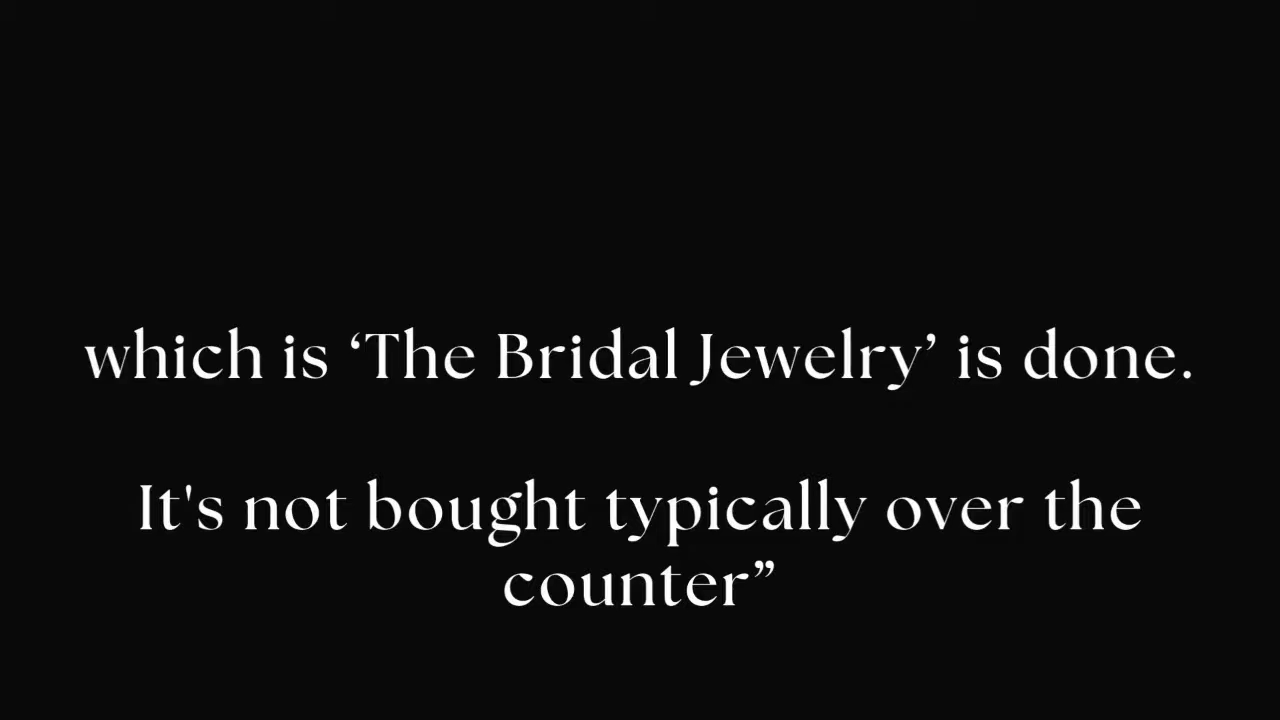 which is ‘The Bridal Jewelry’ is done.
It's not bought typically over the
counter”